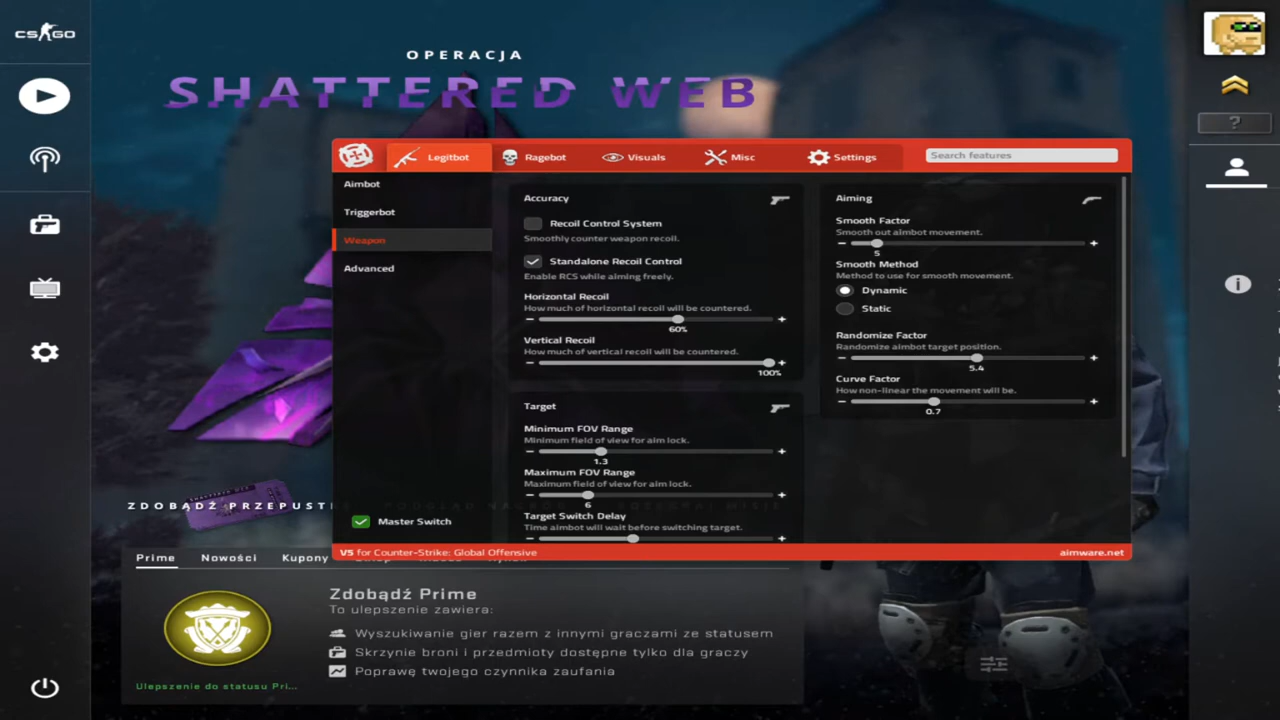 CS GO
OPERACJA
SHATTERED WEB
Legitbot
Ragebot
Visuals
Misc
Settings
Search features
?
Aimbot
Triggerbot
Weapon
Advanced
Master Switch
Accuracy
Recoil Control System
Smoothly counter weapon recoil.
Standalone Recoil Control
Enable RCS while aiming freely.
Horizontal Recoil
How much of horizontal recoil will be countered.
60%
Vertical Recoil
How much of vertical recoil will be countered.
100%
Target
Minimum FOV Range
Minimum field of view for aim lock.
1.3
Maximum FOV Range
Maximum field of view for aim lock.
6
Target Switch Delay
Time aimbot will wait before switching target.
Aiming
Smooth Factor
Smooth out aimbot movement.
5
Smooth Method
Method to use for smooth movement.
Dynamic
Static
Randomize Factor
Randomize aimbot target position.
5.4
Curve Factor
How non-linear the movement will be.
0.7
V5 for Counter-Strike: Global Offensive
aimware.net
ZDOBĄDŹ
Prime
Nowości
Kupony
Zdobądź Prime
To ulepszenie zawiera:
Wyszukiwanie gier razem z innymi graczami ze statusem
Skrzynie broni i przedmioty dostępne tylko dla graczy
Poprawę twojego czynnika zaufania
Ulepszenie do statusu Pri...